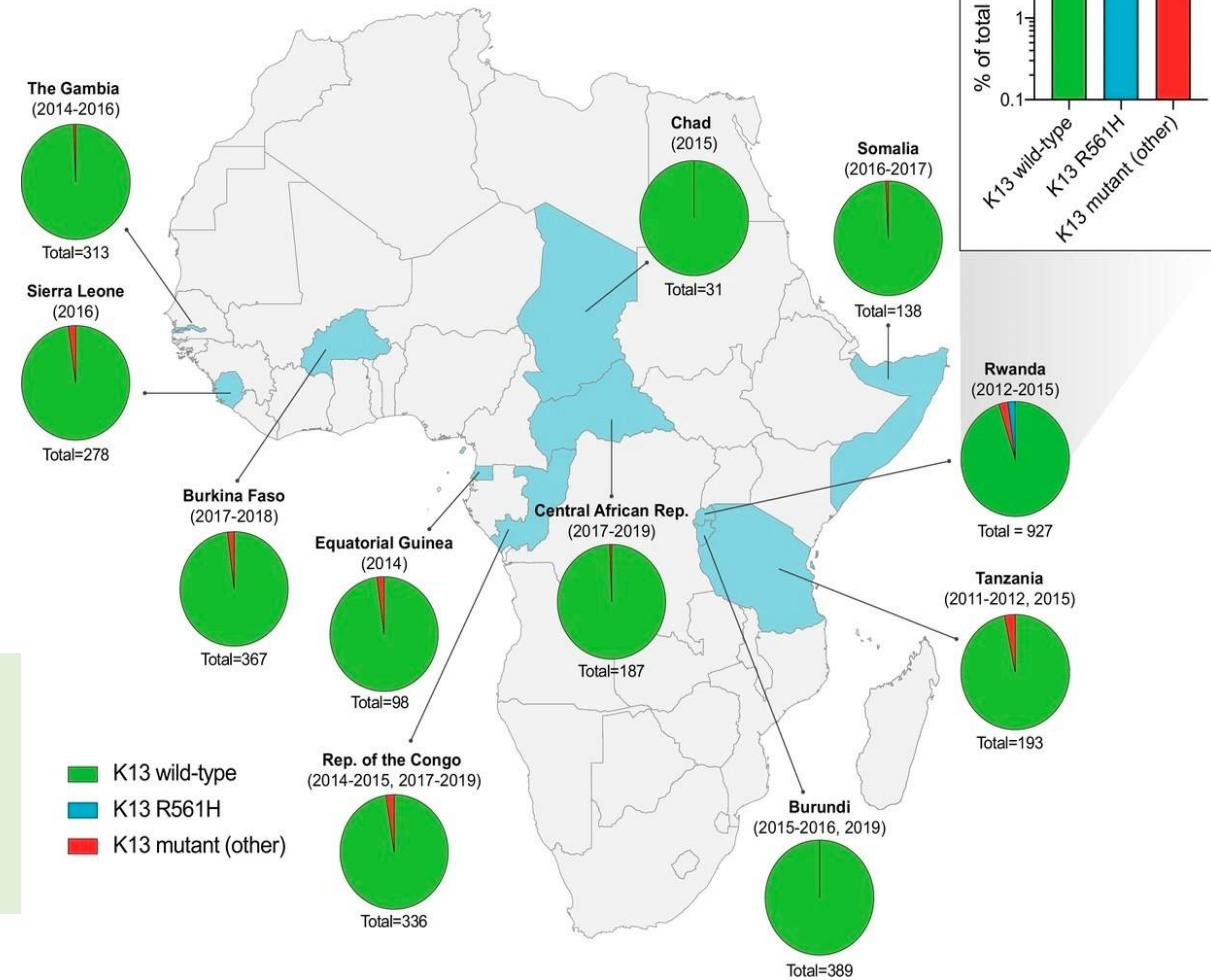 % of total
1
0.1
K13 wild-type
K13 R561H
K13 mutant (other)
The Gambia
(2014-2016)
Total=313
Sierra Leone
(2016)
Total=278
Chad
(2015)
Total=31
Somalia
(2016-2017)
Total=138
Rwanda
(2012-2015)
Total = 927
Burkina Faso
(2017-2018)
Total=367
Equatorial Guinea
(2014)
Total=98
Central African Rep.
(2017-2019)
Total=187
Tanzania
(2011-2012, 2015)
Total=193
Rep. of the Congo
(2014-2015, 2017-2019)
Total=336
Burundi
(2015-2016, 2019)
Total=389
K13 wild-type
K13 R561H
K13 mutant (other)